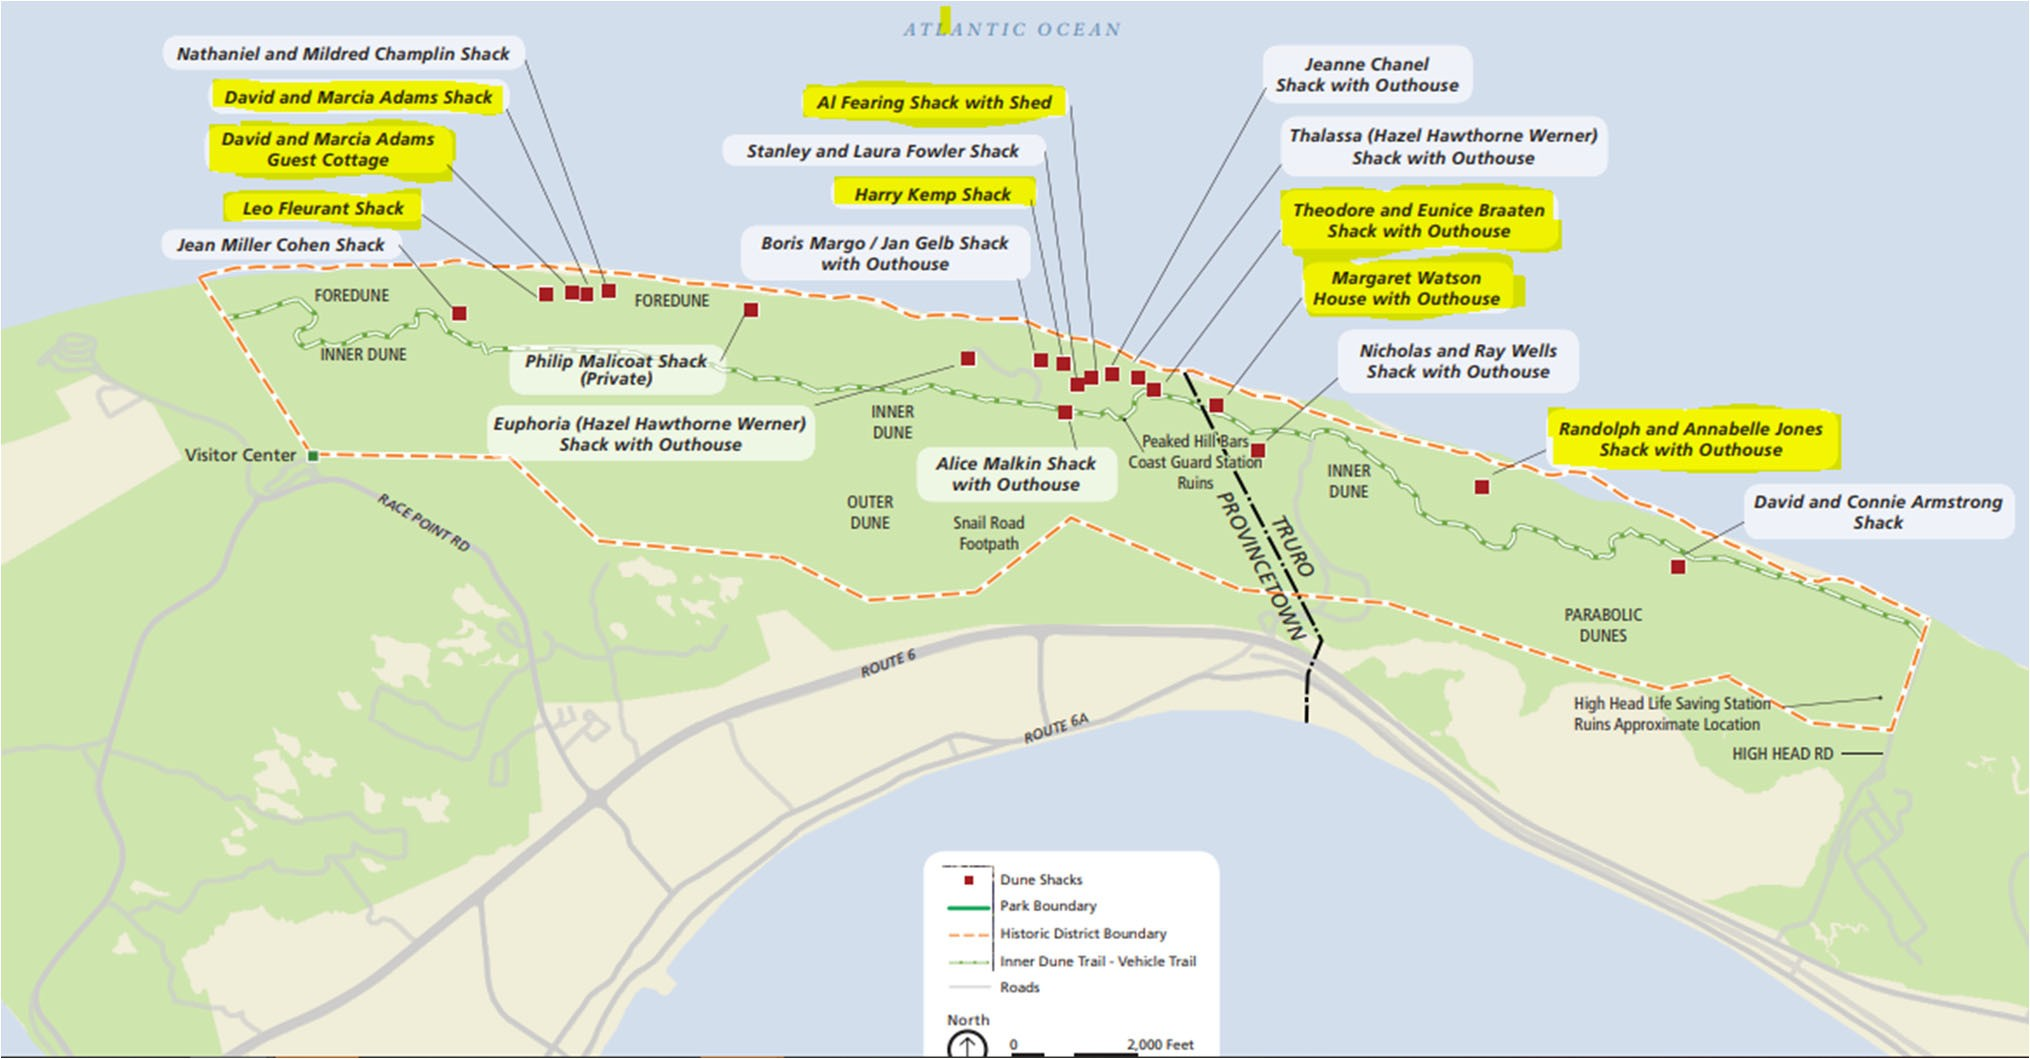 ATLANTIC OCEAN
Nathaniel and Mildred Champlin Shack
David and Marcia Adams Shack
David and Marcia Adams
Guest Cottage
Leo Fleurant Shack
Jean Miller Cohen Shack
Al Fearing Shack with Shed
Stanley and Laura Fowler Shack
Harry Kemp Shack
Boris Margo / Jan Gelb Shack
with Outhouse
Jeanne Chanel
Shack with Outhouse
Thalassa (Hazel Hawthorne Werner)
Shack with Outhouse
Theodore and Eunice Braaten
Shack with Outhouse
Margaret Watson
House with Outhouse
Nicholas and Ray Wells
Shack with Outhouse
Randolph and Annabelle Jones
Shack with Outhouse
David and Connie Armstrong
Shack
FOREDUNE
FOREDUNE
INNER DUNE
Philip Malicoat Shack
(Private)
Euphoria (Hazel Hawthorne Werner)
Shack with Outhouse
INNER
DUNE
Alice Malkin Shack
with Outhouse
Peaked Hill Bars
Coast Guard Station
Ruins
INNER
DUNE
Visitor Center
RACE POINT RD
OUTER
DUNE
Snail Road
Footpath
PROVINCETOWN
TRURO
PARABOLIC
DUNES
High Head Life Saving Station
Ruins Approximate Location
HIGH HEAD RD
ROUTE 6
ROUTE 6A
Dune Shacks
Park Boundary
Historic District Boundary
Inner Dune Trail - Vehicle Trail
Roads
North
0 2,000 Feet